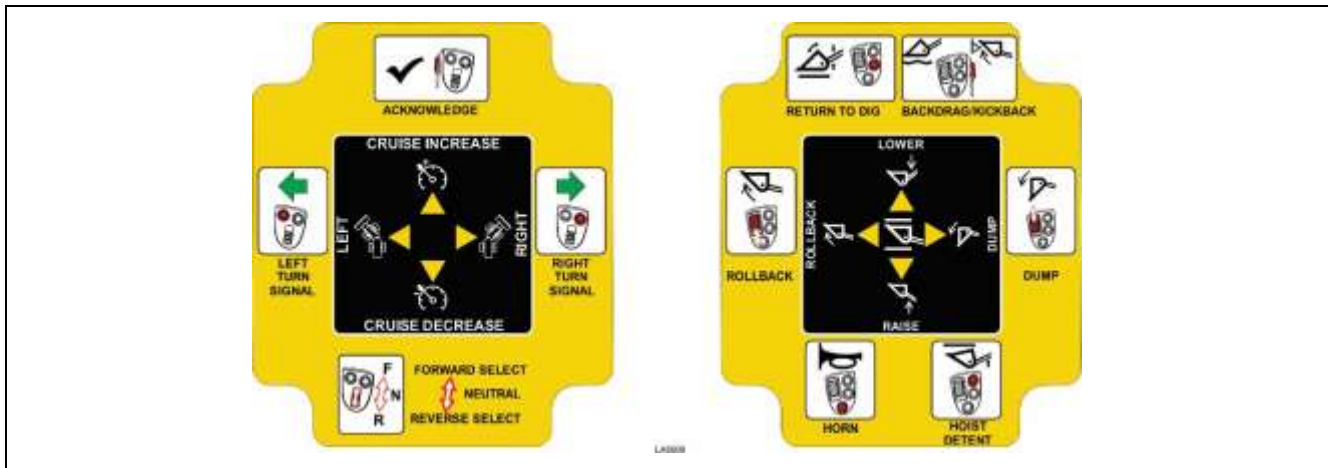 ACKNOWLEDGE
CRUISE INCREASE
LEFT
RIGHT
LEFT
TURN
SIGNAL
RIGHT
TURN
SIGNAL
CRUISE DECREASE
F
N
R
FORWARD SELECT
NEUTRAL
REVERSE SELECT
RETURN TO DIG
BACKDRAG/KICKBACK
LOWER
ROLLBACK
DUMP
ROLLBACK
DUMP
RAISE
HORN
HOIST
DETENT